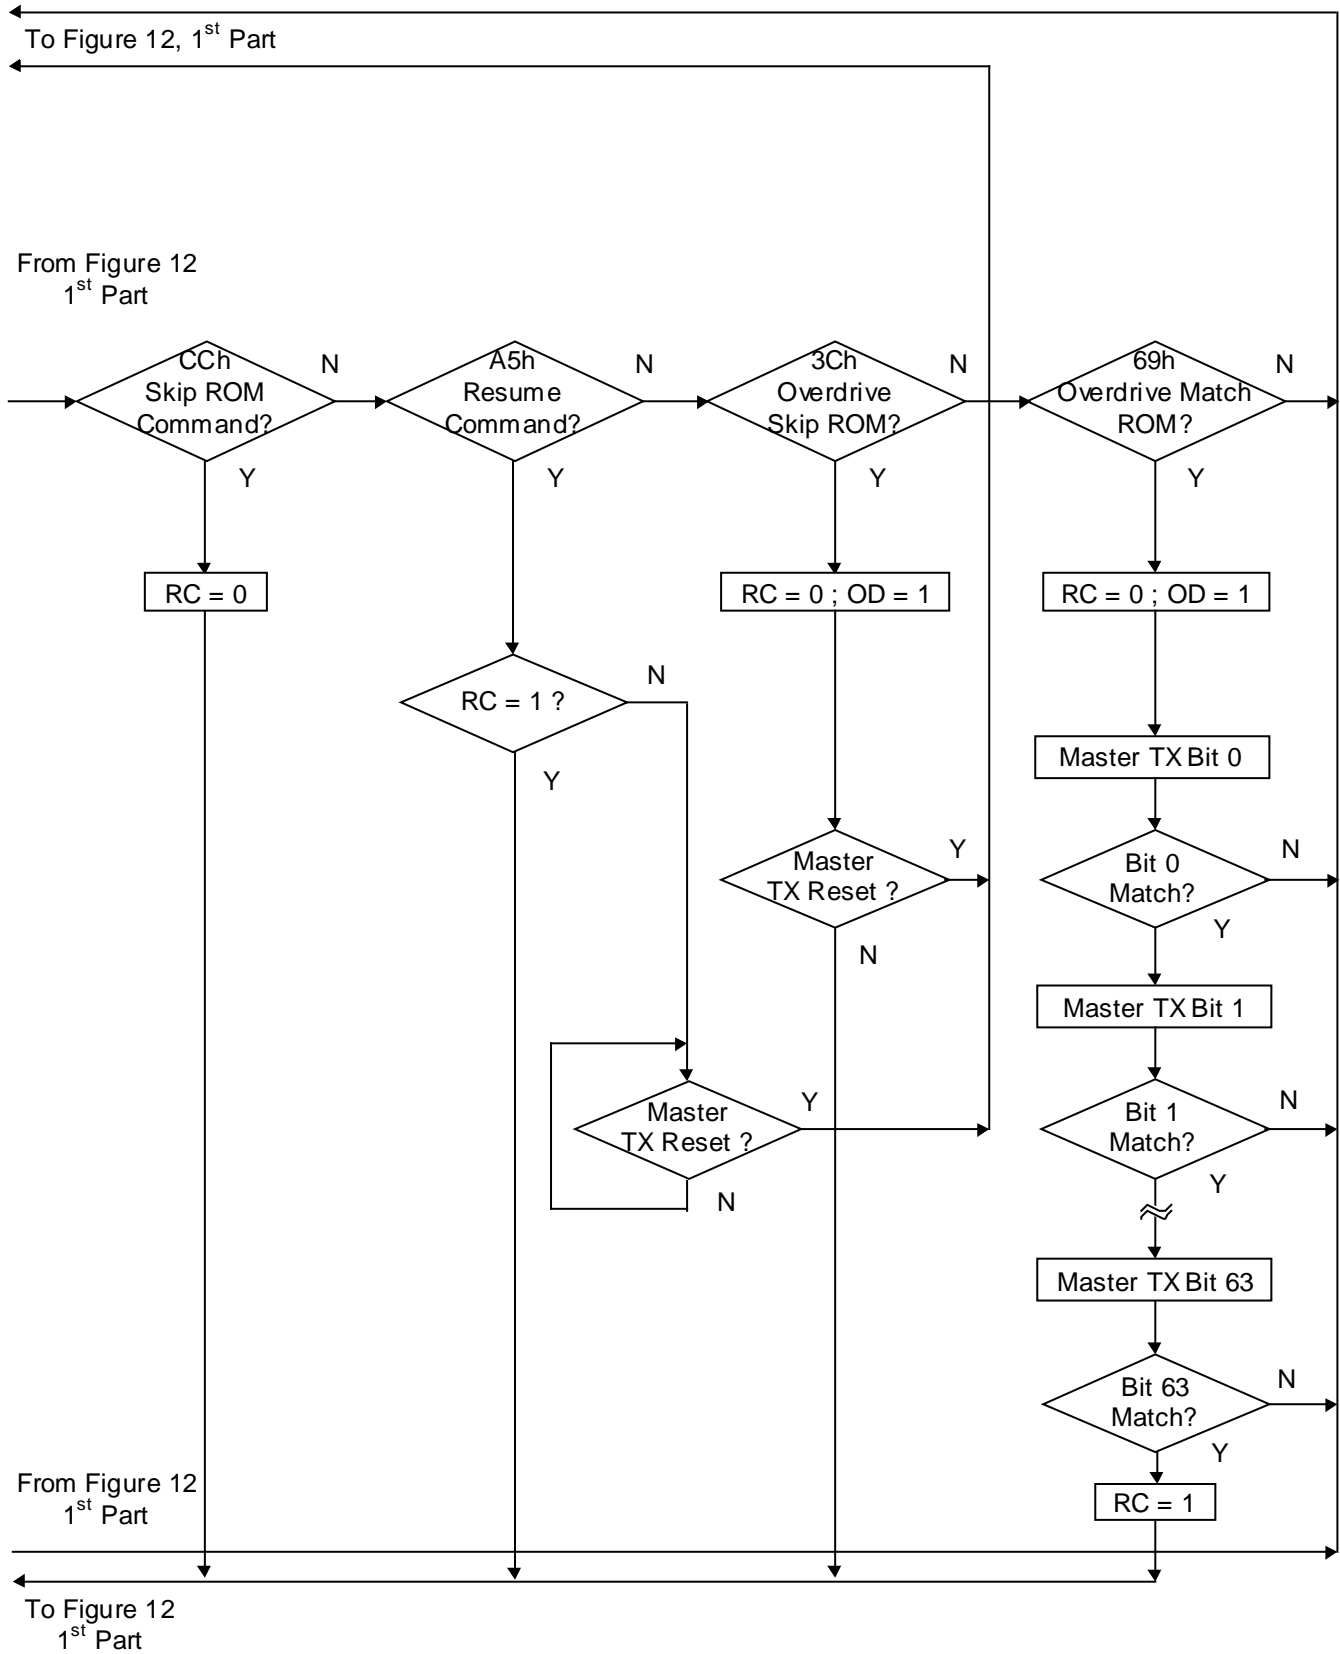 To Figure 12, 1st Part
From Figure 12
1st Part
CCh
Skip ROM
Command?
N
Y
A5h
Resume
Command?
N
Y
3Ch
Overdrive
Skip ROM?
N
Y
69h
Overdrive Match
ROM?
N
Y
RC = 0
RC = 0 ; OD = 1
RC = 0 ; OD = 1
RC = 1 ?
N
Y
Master TX Bit 0
Master
TX Reset ?
Y
N
Bit 0
Match?
N
Y
Master TX Bit 1
Master
TX Reset ?
Y
N
Bit 1
Match?
N
Y
Master TX Bit 63
Bit 63
Match?
N
Y
RC = 1
From Figure 12
1st Part
To Figure 12
1st Part